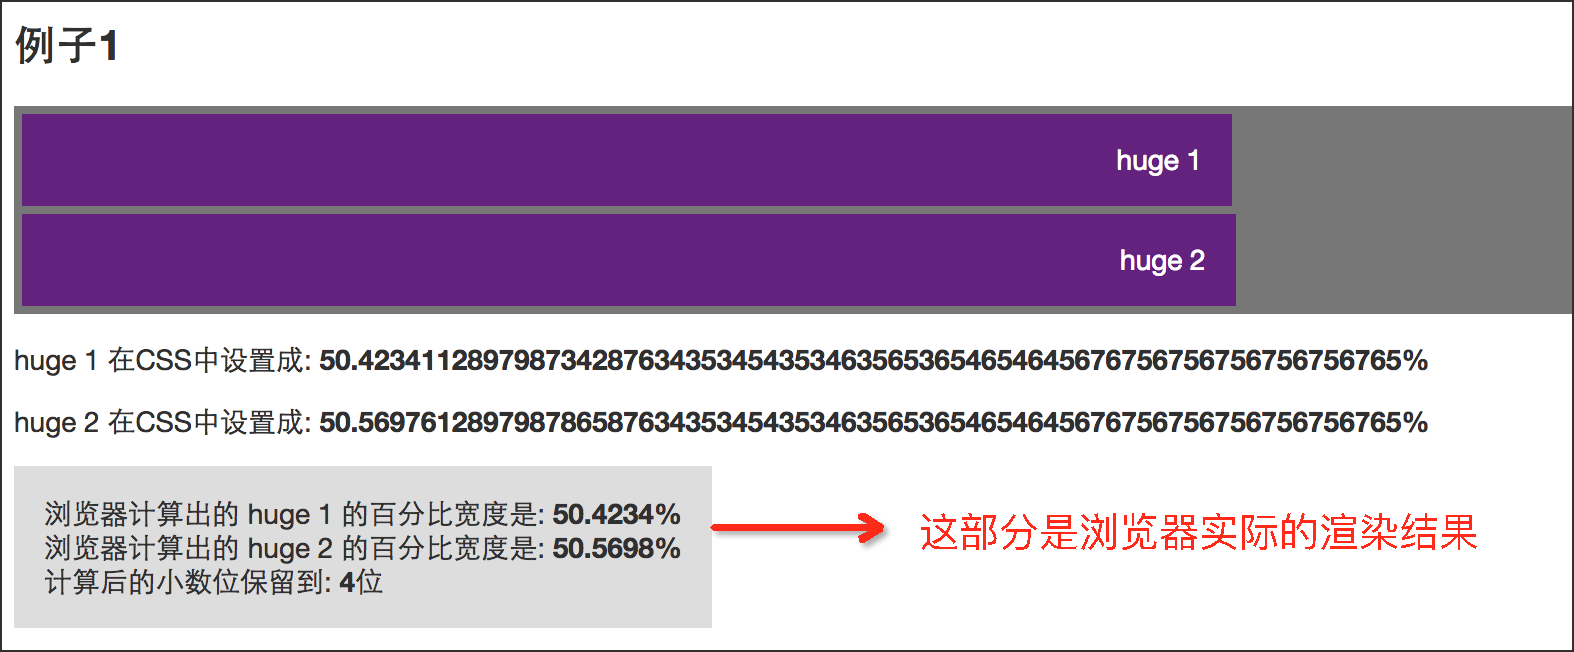 例子1
huge 1
huge 2
huge 1 在CSS中设置成: 50.42341128979873428763435345435346356536546546456767567567567567567567​65%
huge 2 在CSS中设置成: 50.56976128979878658763435345435346356536546546456767567567567567567567​65%
浏览器计算出的 huge 1 的百分比宽度是: 50.4234%
浏览器计算出的 huge 2 的百分比宽度是: 50.5698%
计算后的小数位保留到: 4位
这部分是浏览器实际的渲染结果